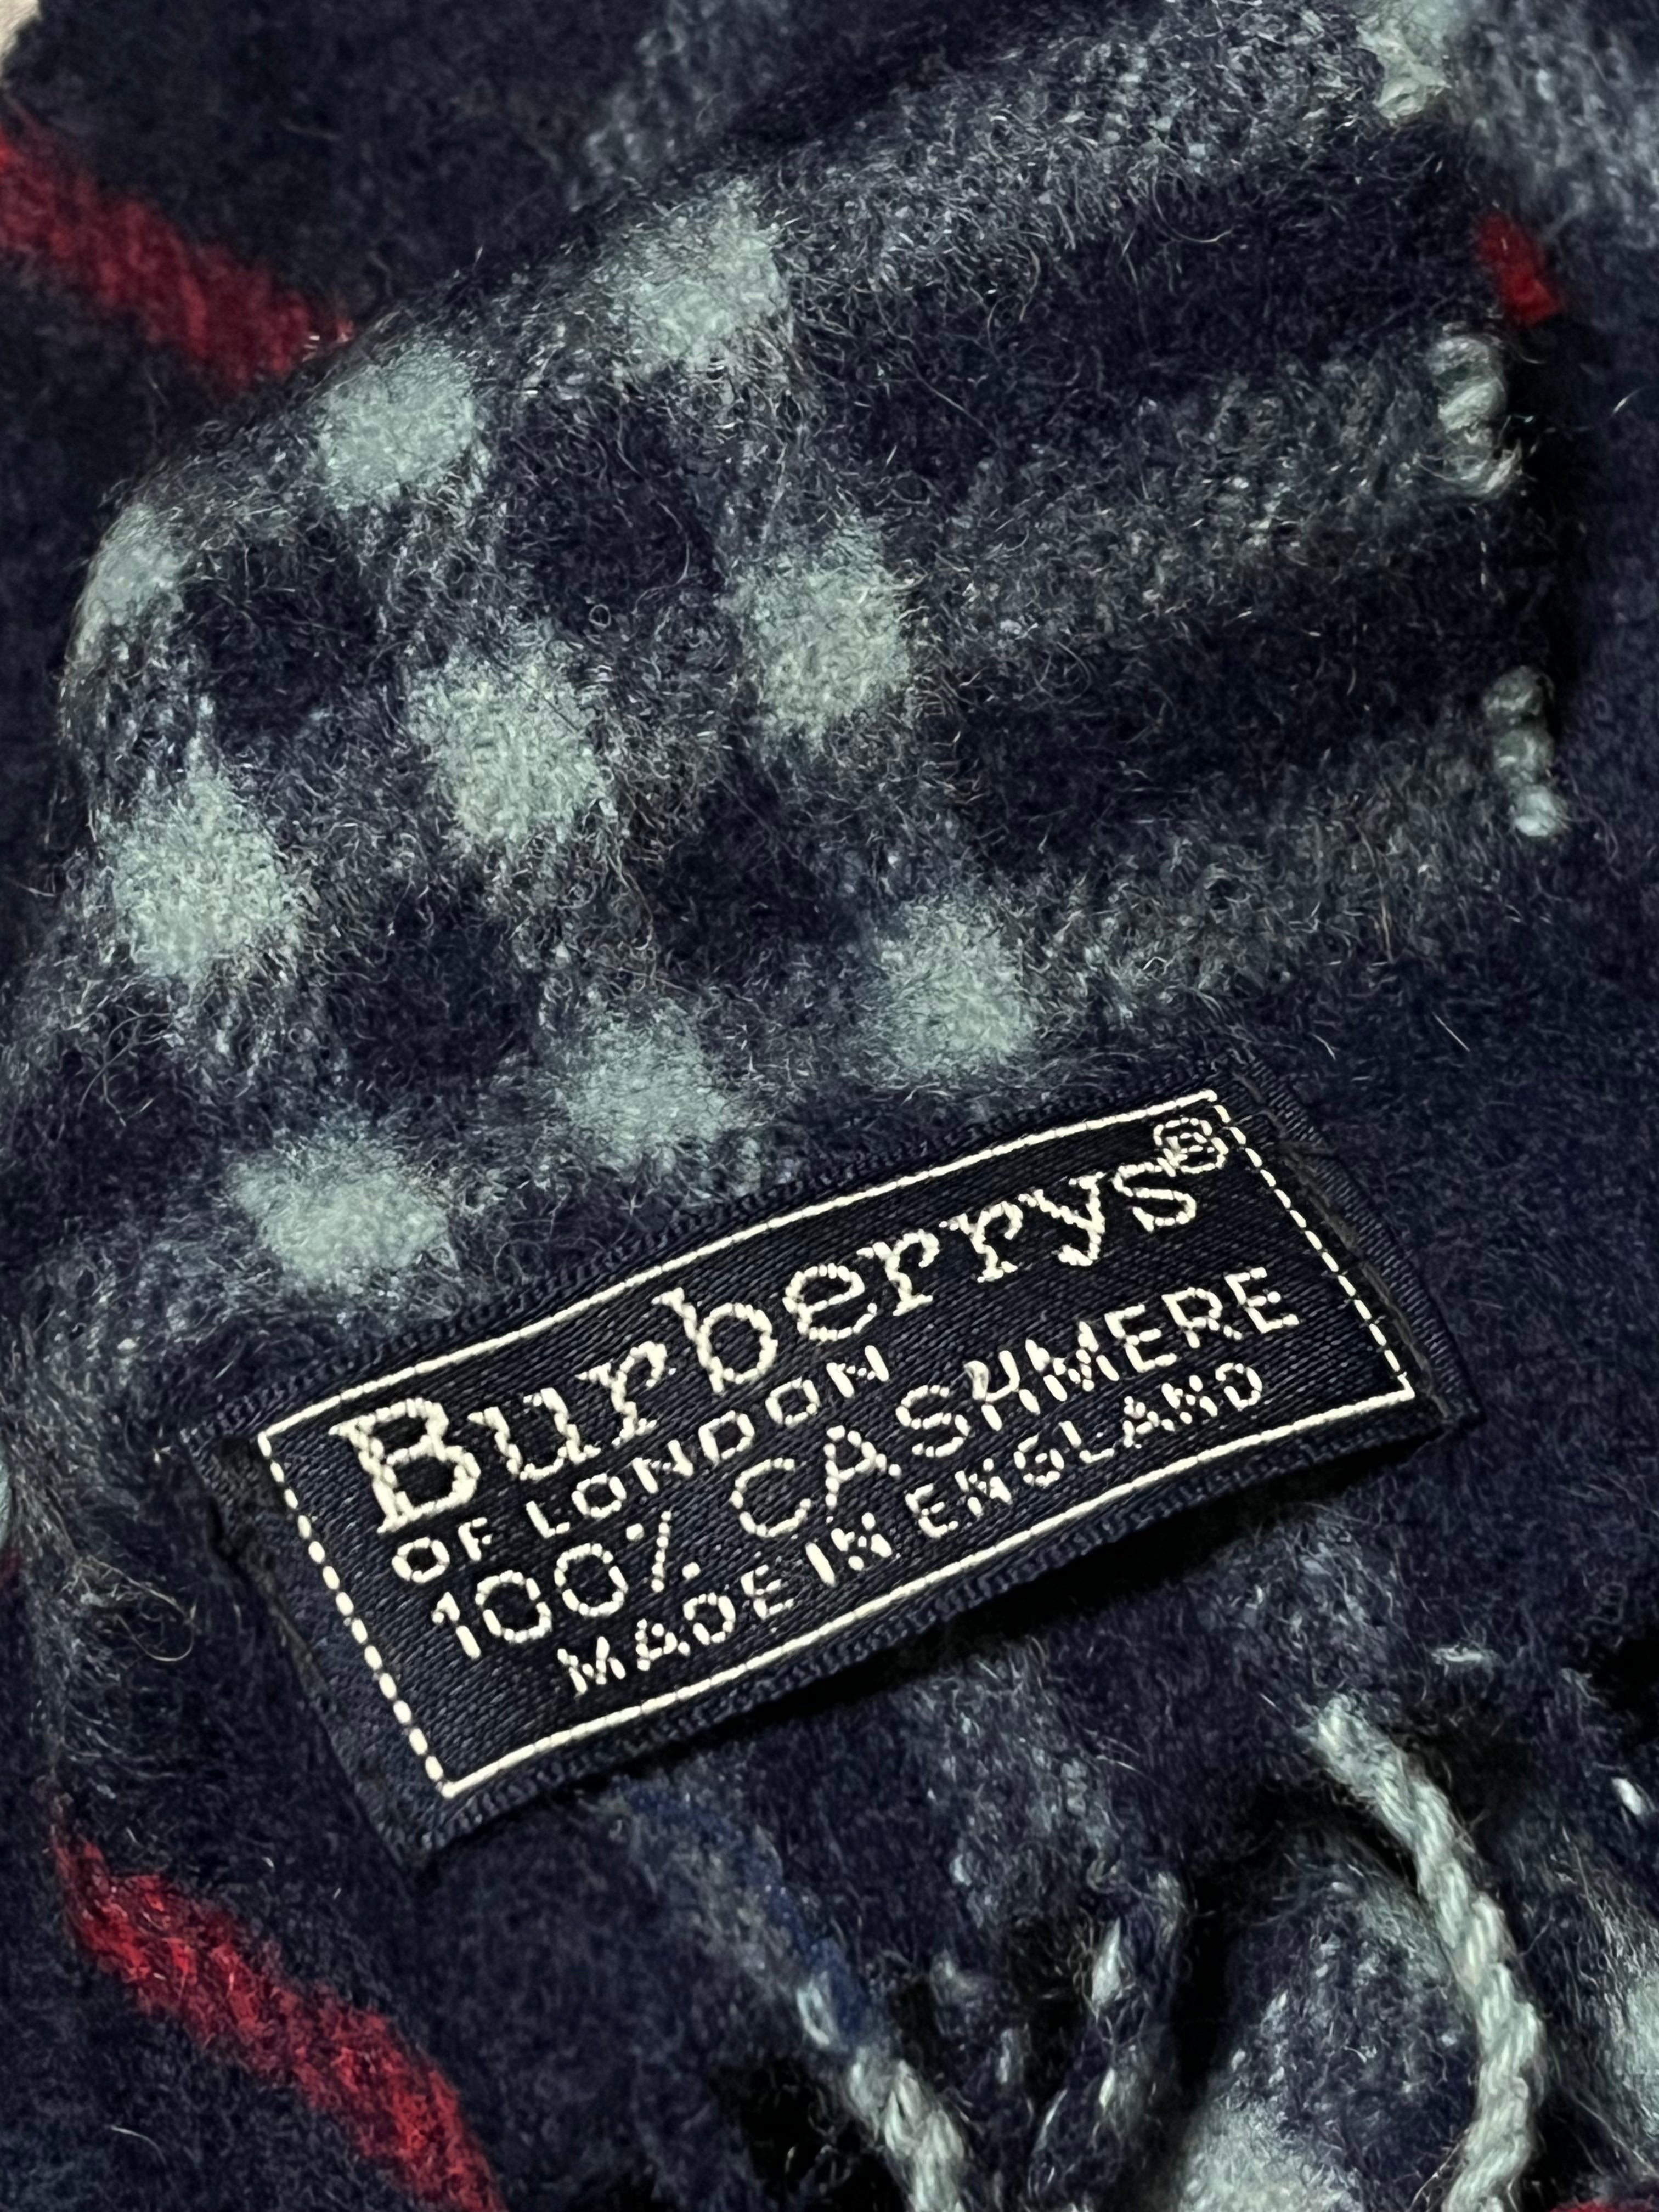 Burberrys®
OF LONDON
100% CASHMERE
MADE IN ENGLAND